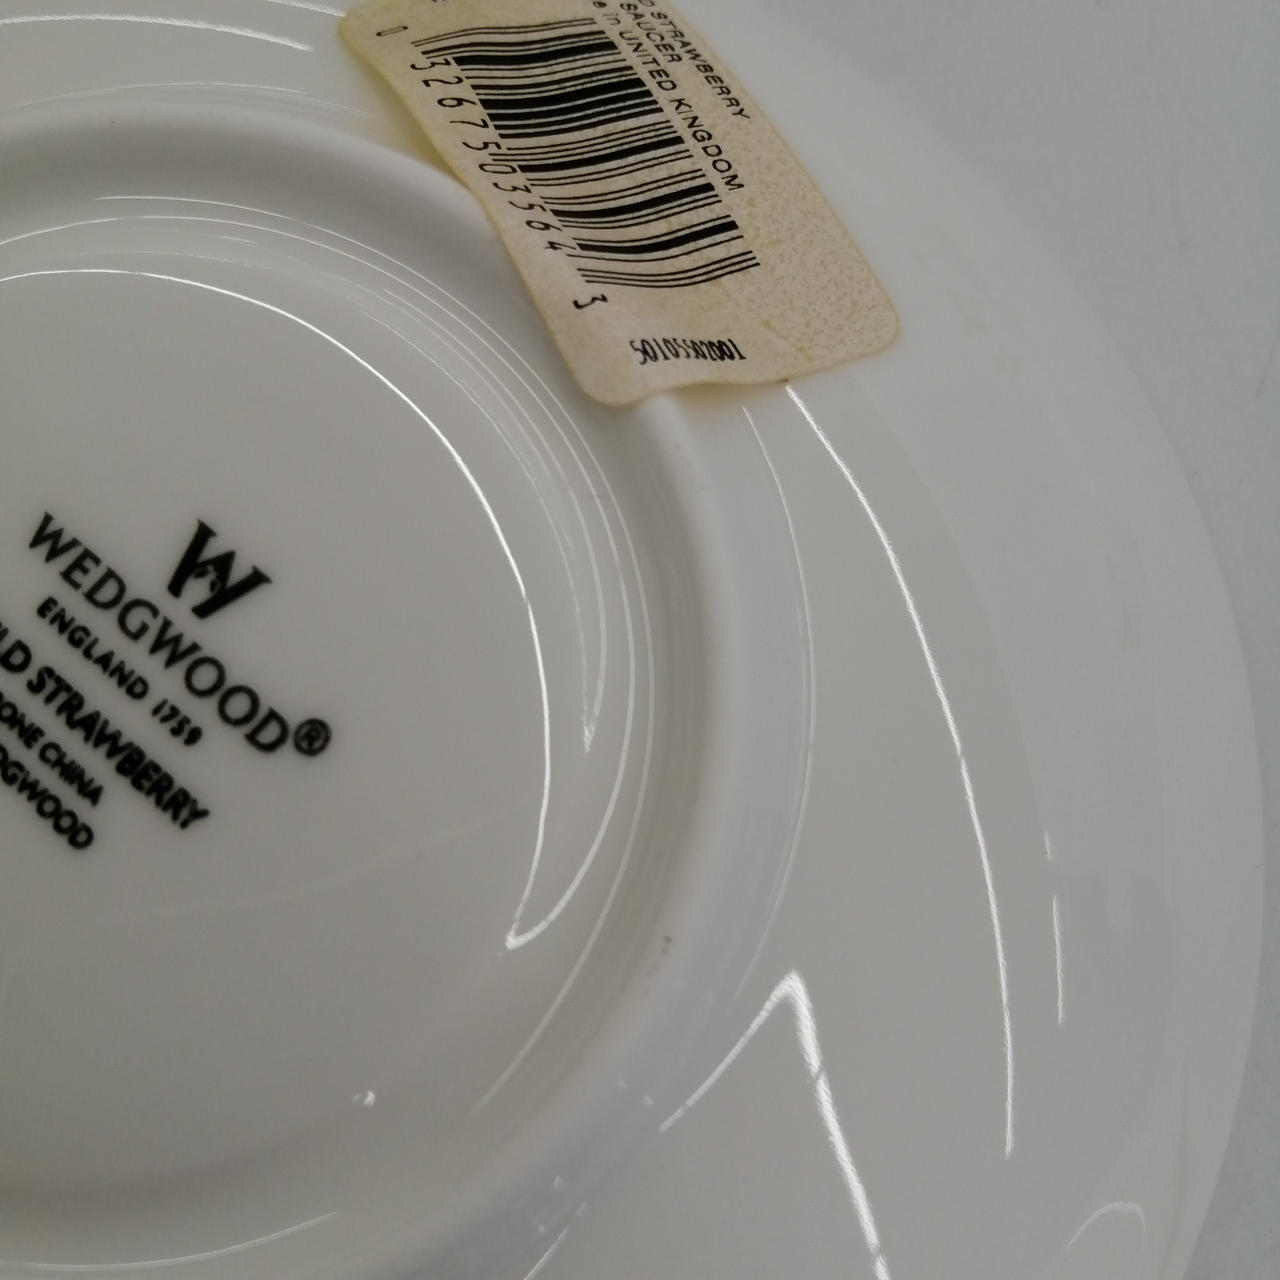 D STRAWBERRY
SAUCER
e in UNITED KINGDOM
0 32675 03564 3
50105502001
W
WEDGWOOD®
ENGLAND 1759
LD STRAWBERRY
ONE CHINA
DGWOOD